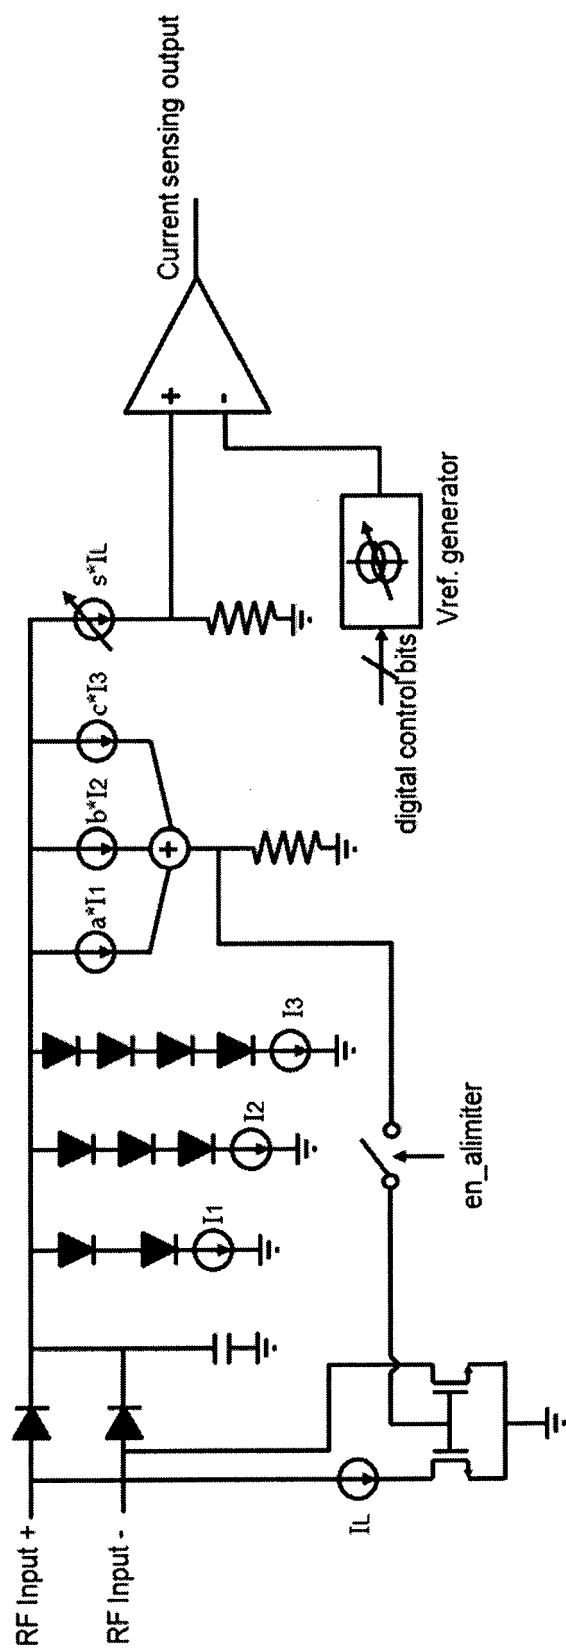 RF Input +
RF Input -
IL
I1
I2
I3
a*I1
b*I2
c*I3
s*IL
+
+
-
Current sensing output
en_alimiter
digital control bits
Vref. generator